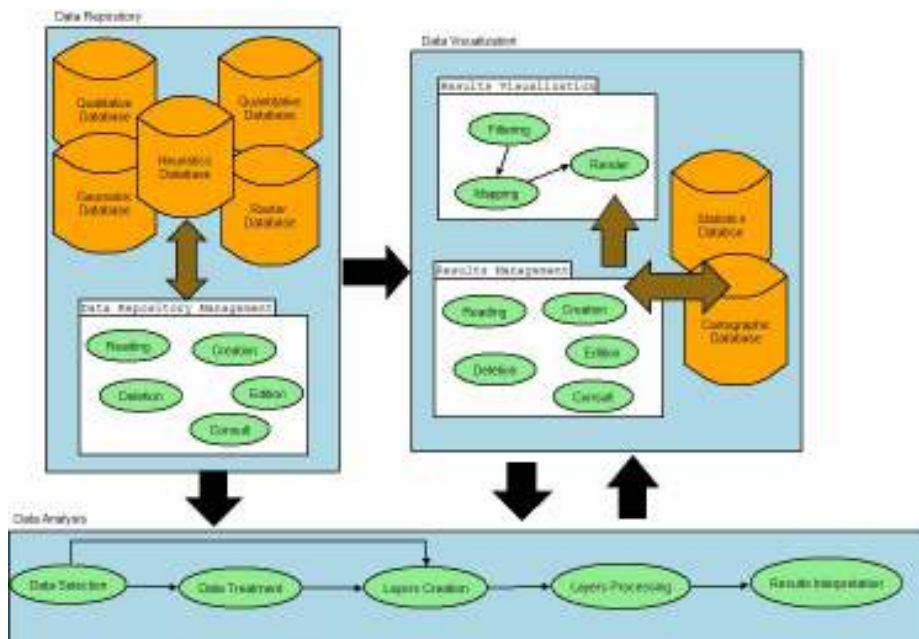 Data Repository
Qualitative
Database
Quantitative
Database
Heuristics
Database
Geometric
Database
Raster
Database
Data Repository Management
Reading
Creation
Deletion
Edition
Consult
Data Visualization
Results Visualization
Filtering
Mapping
Render
Results Management
Reading
Creation
Deletion
Edition
Consult
Cartographic
Database
Data Analysis
Data Selection
Data Treatment
Layers Creation
Layers Processing
Results Interpretation